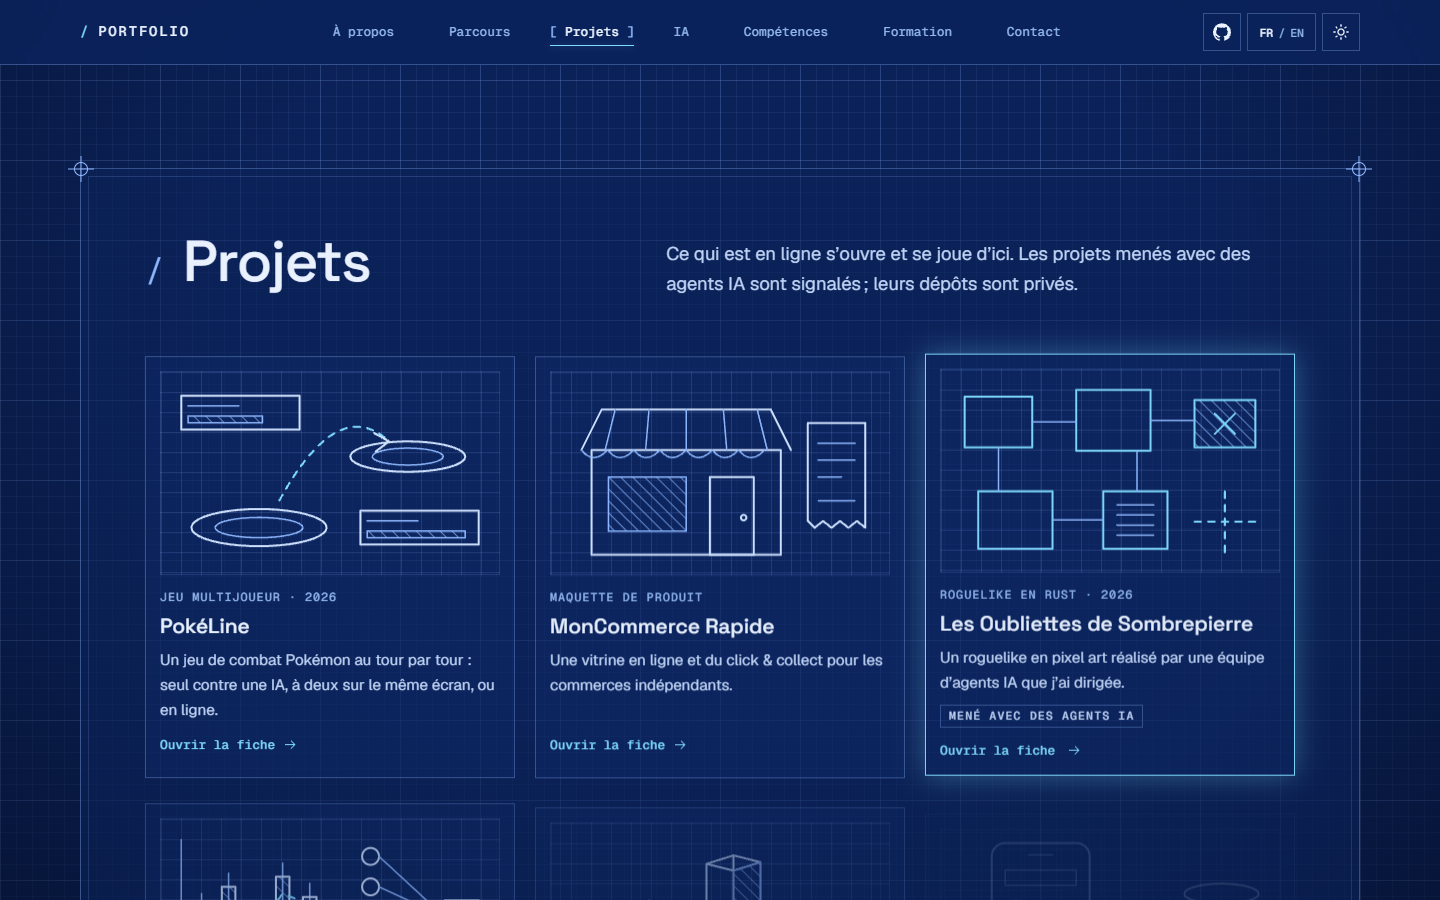 / PORTFOLIO
À propos
Parcours
[ Projets ]
IA
Compétences
Formation
Contact
FR / EN
/ Projets
Ce qui est en ligne s’ouvre et se joue d’ici. Les projets menés avec des
agents IA sont signalés ; leurs dépôts sont privés.
JEU MULTIJOUEUR · 2026
PokéLine
Un jeu de combat Pokémon au tour par tour :
seul contre une IA, à deux sur le même écran, ou
en ligne.
Ouvrir la fiche →
MAQUETTE DE PRODUIT
MonCommerce Rapide
Une vitrine en ligne et du click & collect pour les
commerces indépendants.
Ouvrir la fiche →
ROGUELIKE EN RUST · 2026
Les Oubliettes de Sombrepierre
Un roguelike en pixel art réalisé par une équipe
d’agents IA que j’ai dirigée.
MENÉ AVEC DES AGENTS IA
Ouvrir la fiche →